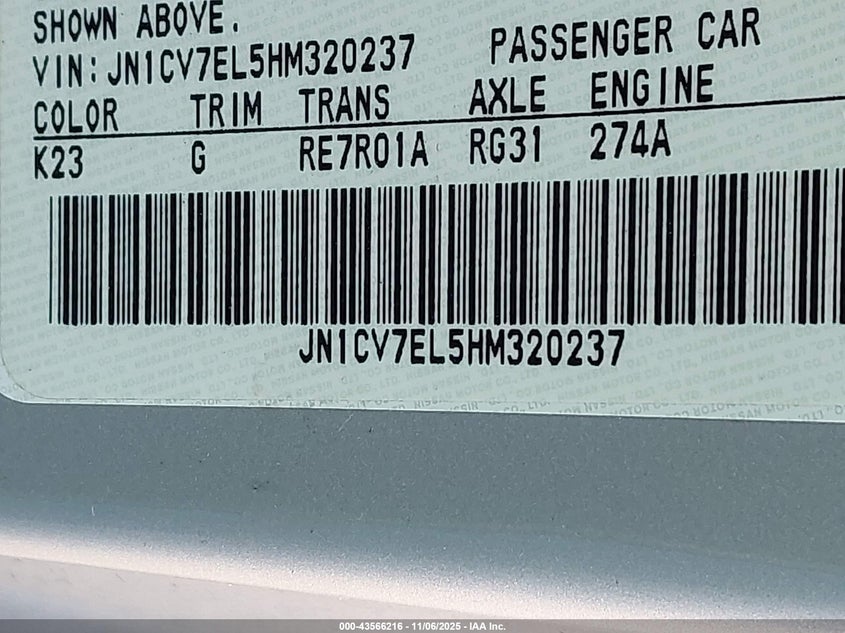 SHOWN ABOVE.
VIN:JN1CV7EL5HM320237 PASSENGER CAR
COLOR TRIM TRANS AXLE ENGINE
K23 G RE7R01A RG31 274A
JN1CV7EL5HM320237
000-43566216 - 11/06/2025 - IAA Inc.